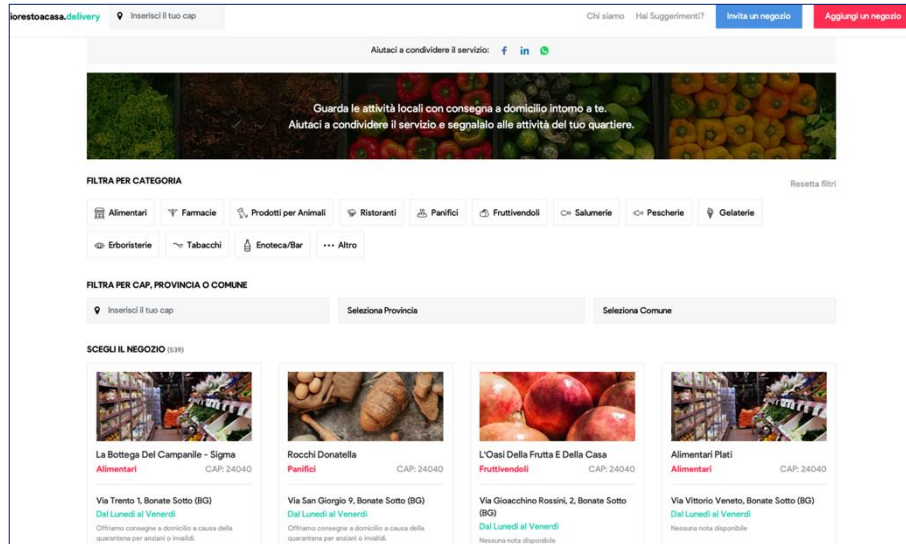 iorestoacasa.delivery
Inserisci il tuo cap
Chi siamo
Hai Suggerimenti?
Invita un negozio
Aggiungi un negozio
Aiutaci a condividere il servizio:
Guarda le attività locali con consegna a domicilio intorno a te.
Aiutaci a condividere il servizio e segnalalo alle attività del tuo quartiere.
FILTRA PER CATEGORIA
Resetta filtri
Alimentari
Farmacie
Prodotti per Animali
Ristoranti
Panifici
Fruttivendoli
Salumerie
Pescherie
Gelaterie
Erboristerie
Tabacchi
Enoteca/Bar
Altro
FILTRA PER CAP, PROVINCIA O COMUNE
Inserisci il tuo cap
Seleziona Provincia
Seleziona Comune
SCEGLI IL NEGOZIO (539)
La Bottega Del Campanile - Sigma
Alimentari CAP: 24040
Via Trento 1, Bonate Sotto (BG)
Dal Lunedì al Venerdì
Offriamo consegne a domicilio a causa della
quarantena per anziani o invalidi.
Rocchi Donatella
Panifici CAP: 24040
Via San Giorgio 9, Bonate Sotto (BG)
Dal Lunedì al Venerdì
Offriamo consegne a domicilio a causa della
quarantena per anziani o invalidi.
L'Oasi Della Frutta E Della Casa
Fruttivendoli CAP: 24040
Via Gioacchino Rossini, 2, Bonate Sotto
(BG)
Dal Lunedì al Venerdì
Nessuna nota disponibile
Alimentari Plati
Alimentari CAP: 24040
Via Vittorio Veneto, Bonate Sotto (BG)
Dal Lunedì al Venerdì
Nessuna nota disponibile